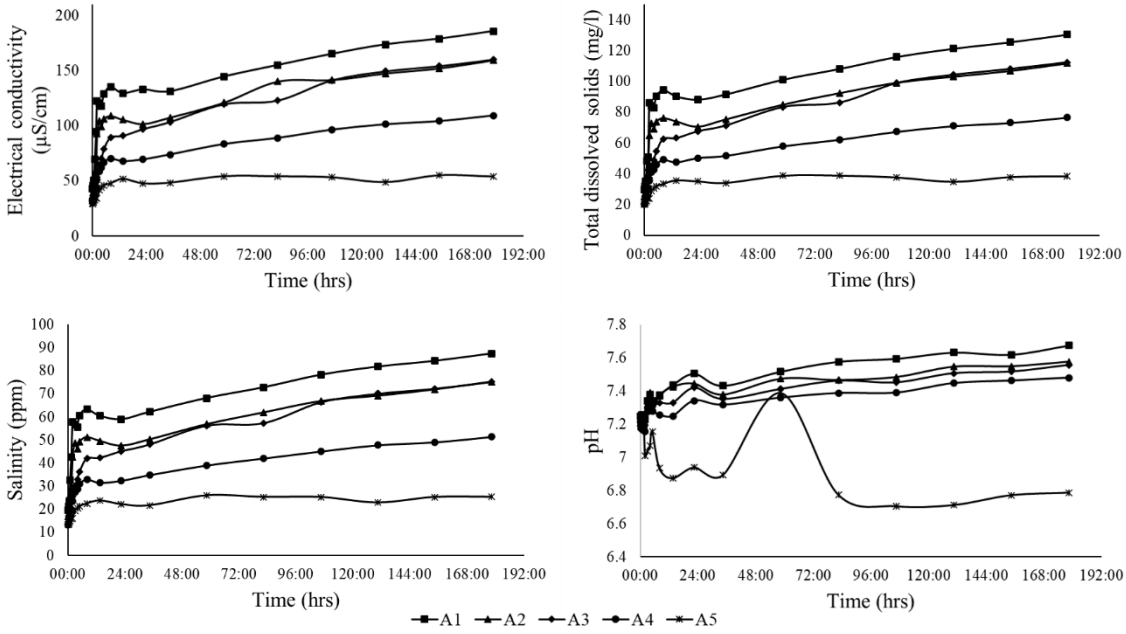 Electrical conductivity
(µS/cm)
200
150
100
50
0
00:00 24:00 48:00 72:00 96:00 120:00 144:00 168:00 192:00
Time (hrs)
Total dissolved solids (mg/l)
140
120
100
80
60
40
20
0
00:00 24:00 48:00 72:00 96:00 120:00 144:00 168:00 192:00
Time (hrs)
Salinity (ppm)
100
90
80
70
60
50
40
30
20
10
0
00:00 24:00 48:00 72:00 96:00 120:00 144:00 168:00 192:00
Time (hrs)
pH
7.8
7.6
7.4
7.2
7
6.8
6.6
6.4
00:00 24:00 48:00 72:00 96:00 120:00 144:00 168:00 192:00
Time (hrs)
A1 A2 A3 A4 A5